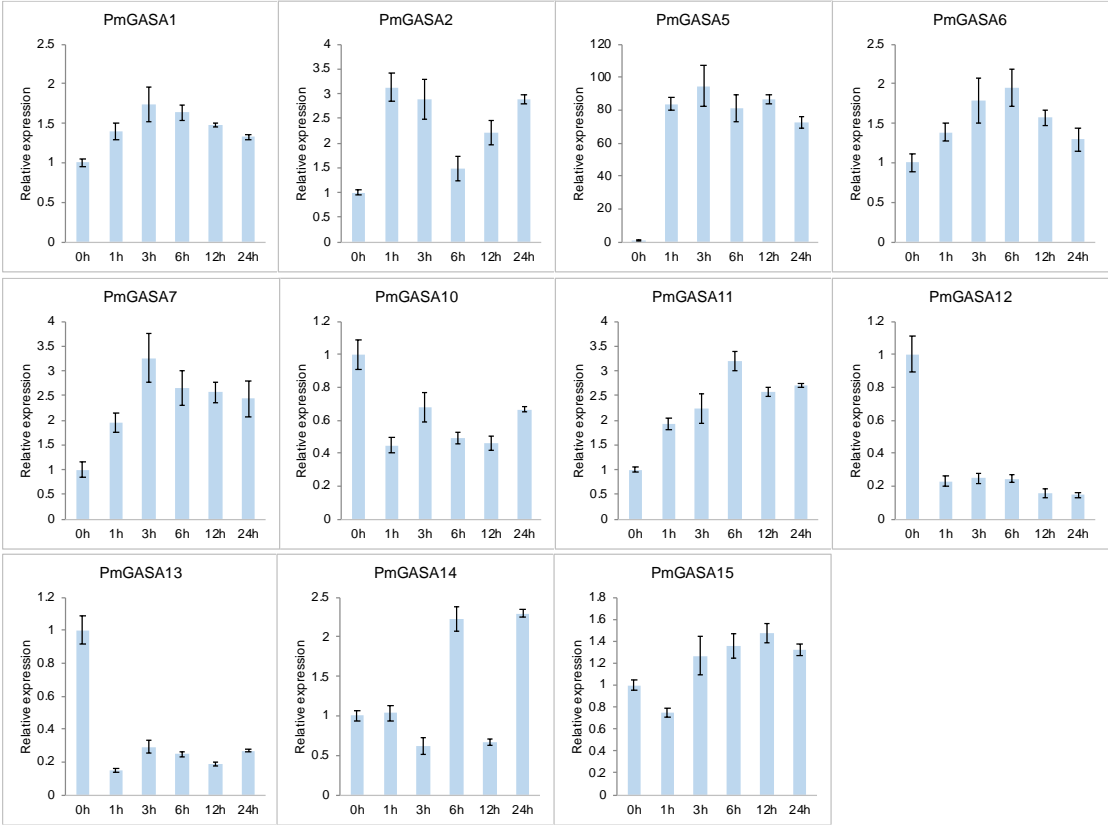 PmGASA1
2.5
2
1.5
1
0.5
0
Relative expression
0h 1h 3h 6h 12h 24h
PmGASA2
4
3.5
3
2.5
2
1.5
1
0.5
0
Relative expression
0h 1h 3h 6h 12h 24h
PmGASA5
120
100
80
60
40
20
0
Relative expression
0h 1h 3h 6h 12h 24h
PmGASA6
2.5
2
1.5
1
0.5
0
Relative expression
0h 1h 3h 6h 12h 24h
PmGASA7
4
3.5
3
2.5
2
1.5
1
0.5
0
Relative expression
0h 1h 3h 6h 12h 24h
PmGASA10
1.2
1
0.8
0.6
0.4
0.2
0
Relative expression
0h 1h 3h 6h 12h 24h
PmGASA11
4
3.5
3
2.5
2
1.5
1
0.5
0
Relative expression
0h 1h 3h 6h 12h 24h
PmGASA12
1.2
1
0.8
0.6
0.4
0.2
0
Relative expression
0h 1h 3h 6h 12h 24h
PmGASA13
1.2
1
0.8
0.6
0.4
0.2
0
Relative expression
0h 1h 3h 6h 12h 24h
PmGASA14
2.5
2
1.5
1
0.5
0
Relative expression
0h 1h 3h 6h 12h 24h
PmGASA15
1.8
1.6
1.4
1.2
1
0.8
0.6
0.4
0.2
0
Relative expression
0h 1h 3h 6h 12h 24h